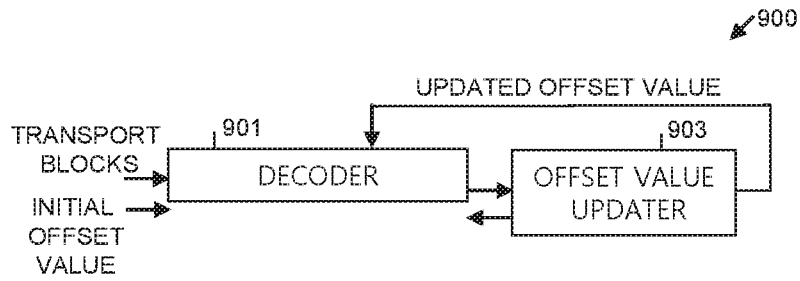 900
UPDATED OFFSET VALUE
901
903
TRANSPORT
BLOCKS
DECODER
OFFSET VALUE
UPDATER
INITIAL
OFFSET
VALUE